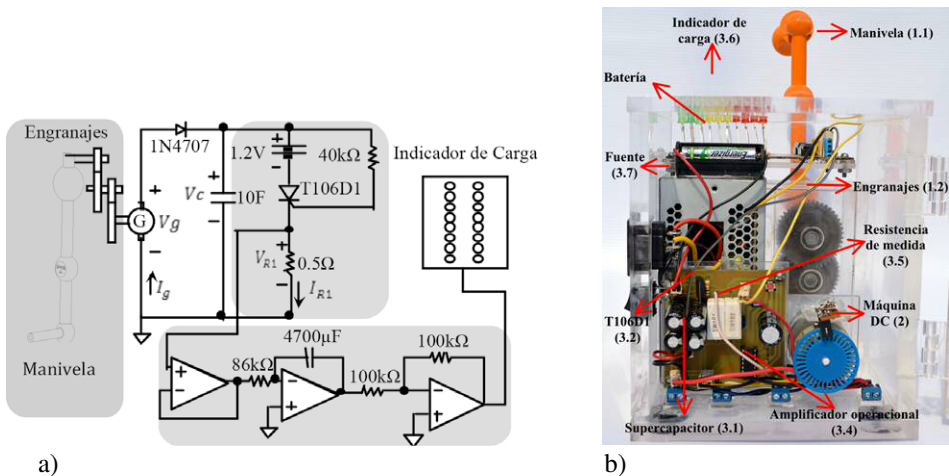 Engranajes
Manivela
1N4707
Vg
G
Ig
Vc
10F
1.2V
40kΩ
T106D1
VR1
0.5Ω
IR1
Indicador de Carga
86kΩ
4700µF
100kΩ
100kΩ
a)
Indicador de
carga (3.6)
Manivela (1.1)
Batería
Fuente
(3.7)
Energizer
Engranajes (1.2)
Resistencia
de medida
(3.5)
T106D1
(3.2)
Máquina
DC (2)
Supercapacitor (3.1)
Amplificador operacional
(3.4)
b)